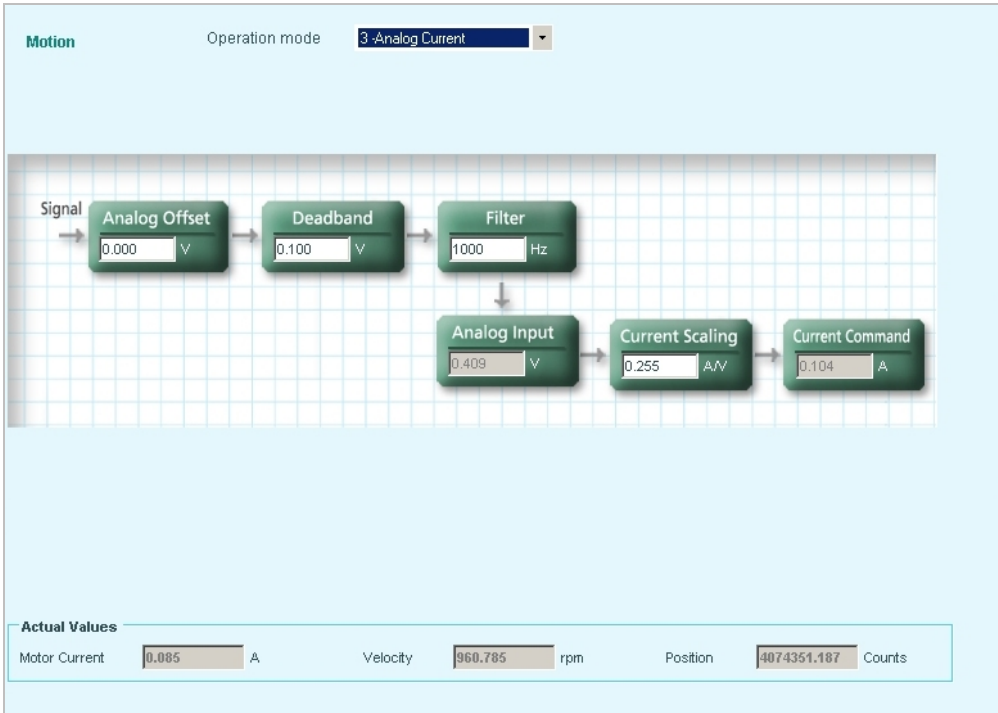 Motion Operation mode 3 -Analog Current
Signal
Analog Offset
0.000 V
Deadband
0.100 V
Filter
1000 Hz
Analog Input
0.409 V
Current Scaling
0.255 A/V
Current Command
0.104 A
Actual Values
Motor Current 0.085 A Velocity 960.785 rpm Position 4074351.187 Counts